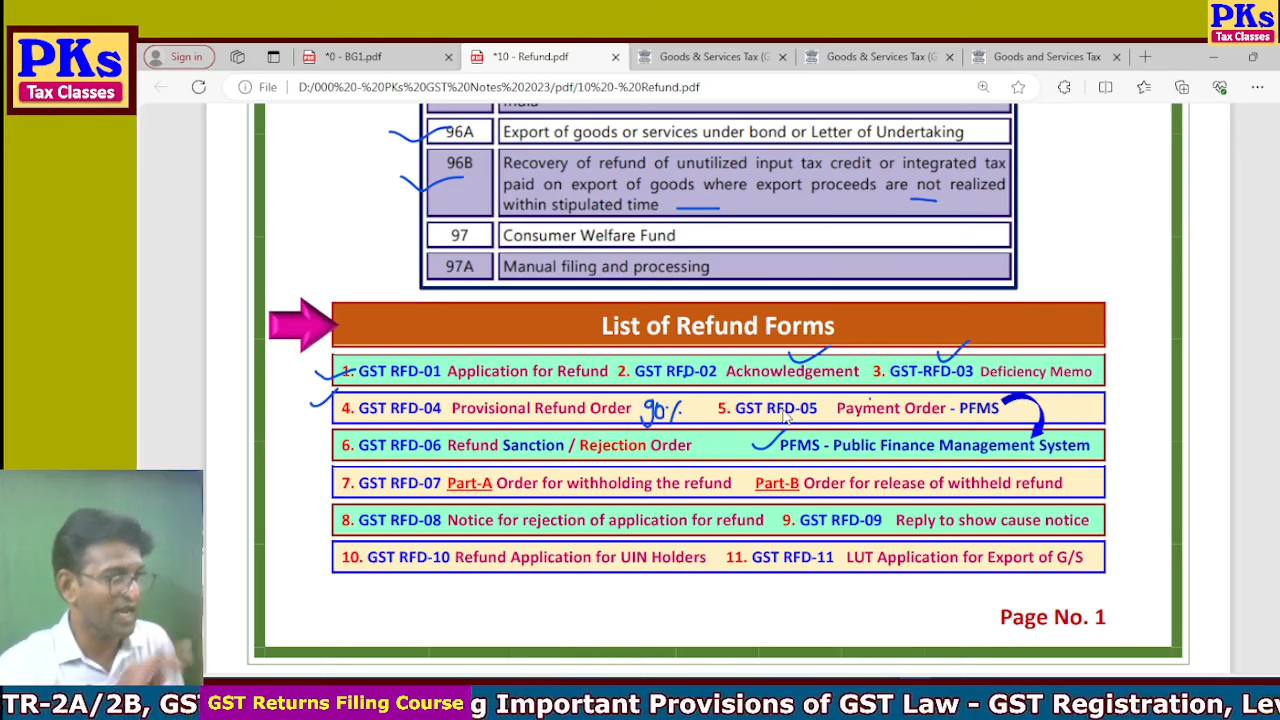 PKs
Tax Classes
PKs
Tax Classes
Sign in
*0 - BG1.pdf
*10 - Refund.pdf
Goods & Services Tax (G
Goods & Services Tax (G
Goods and Services Tax
File D:/000%20-%20PKs%20GST%20Notes%202023/pdf/10%20-%20Refund.pdf
India
96A Export of goods or services under bond or Letter of Undertaking
96B Recovery of refund of unutilized input tax credit or integrated tax
paid on export of goods where export proceeds are not realized
within stipulated time
97 Consumer Welfare Fund
97A Manual filing and processing
List of Refund Forms
1. GST RFD-01 Application for Refund 2. GST RFD-02 Acknowledgement 3. GST-RFD-03 Deficiency Memo
4. GST RFD-04 Provisional Refund Order 90% 5. GST RFD-05 Payment Order - PFMS
6. GST RFD-06 Refund Sanction / Rejection Order PFMS - Public Finance Management System
7. GST RFD-07 Part-A Order for withholding the refund Part-B Order for release of withheld refund
8. GST RFD-08 Notice for rejection of application for refund 9. GST RFD-09 Reply to show cause notice
10. GST RFD-10 Refund Application for UIN Holders 11. GST RFD-11 LUT Application for Export of G/S
Page No. 1
TR-2A/2B, GS GST Returns Filing Course g Important Provisions of GST Law - GST Registration, Lev